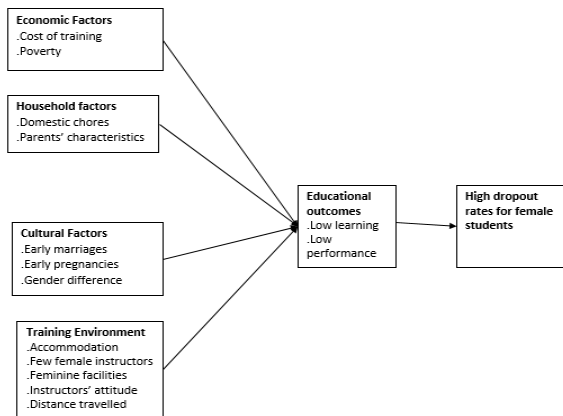 Economic Factors
.Cost of training
.Poverty
Household factors
.Domestic chores
.Parents’ characteristics
Cultural Factors
.Early marriages
.Early pregnancies
.Gender difference
Training Environment
.Accommodation
.Few female instructors
.Feminine facilities
.Instructors’ attitude
.Distance travelled
Educational
outcomes
.Low learning
.Low
performance
High dropout
rates for female
students